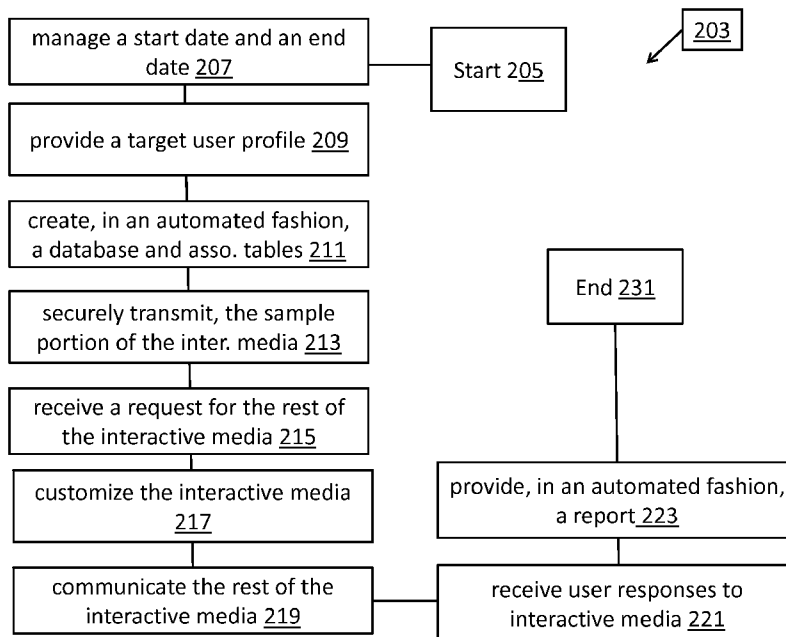 manage a start date and an end
date 207
Start 205
203
provide a target user profile 209
create, in an automated fashion,
a database and asso. tables 211
securely transmit, the sample
portion of the inter. media 213
receive a request for the rest of
the interactive media 215
customize the interactive media
217
communicate the rest of the
interactive media 219
End 231
provide, in an automated fashion,
a report 223
receive user responses to
interactive media 221